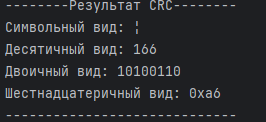 --------Результат CRC--------
Символьный вид: ¦
Десятичный вид: 166
Двоичный вид: 10100110
Шестнадцатеричный вид: 0xa6
-----------------------------